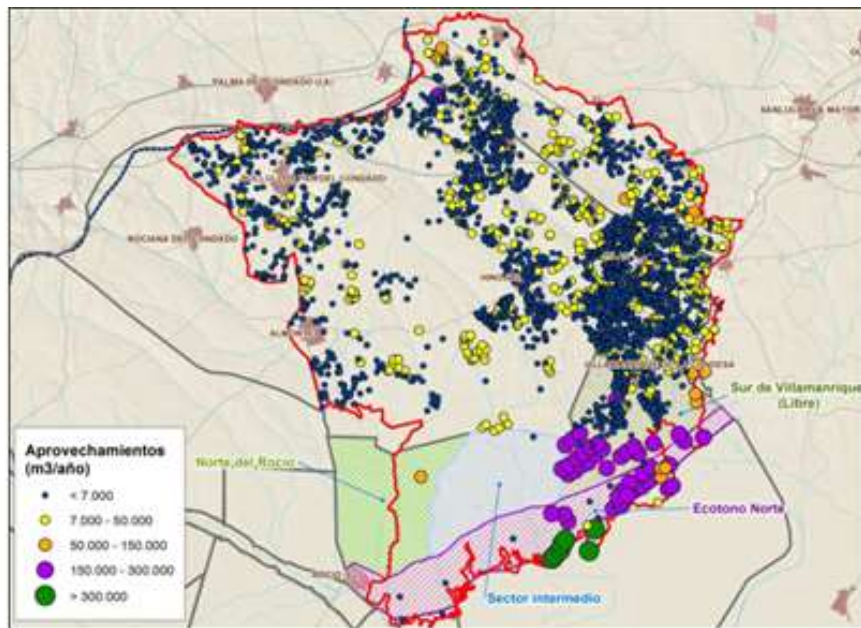 PALMA DEL CONDADO (LA)
SANLUCAR LA MAYOR
ROCIANA DEL CONDADO
Sur de Villamanrique
(Libre)
Aprovechamientos
(m3/año)
< 7.000
7.000 - 50.000
50.000 - 150.000
150.000 - 300.000
> 300.000
Norte del Rocio
Ecotono Norte
Sector intermedio